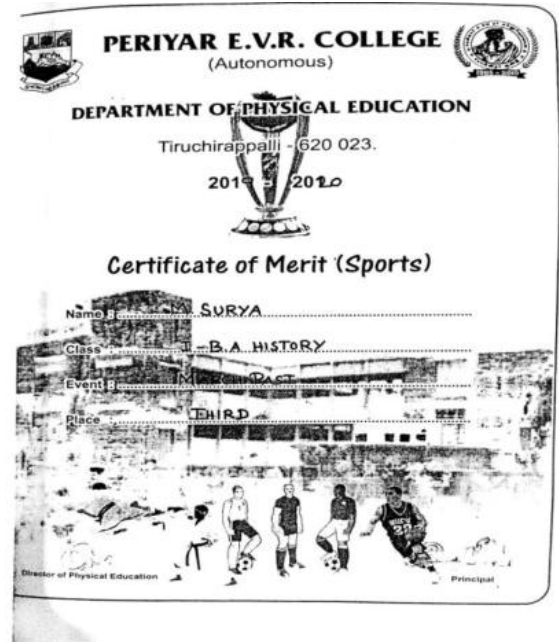 PERIYAR E.V.R. COLLEGE
(Autonomous)
DEPARTMENT OF PHYSICAL EDUCATION
Tiruchirappalli - 620 023.
2019 - 2020
Certificate of Merit (Sports)
Name : SURYA
Class : I-B.A HISTORY
Event : PAST
Place : THIRD
Director of Physical Education
Principal